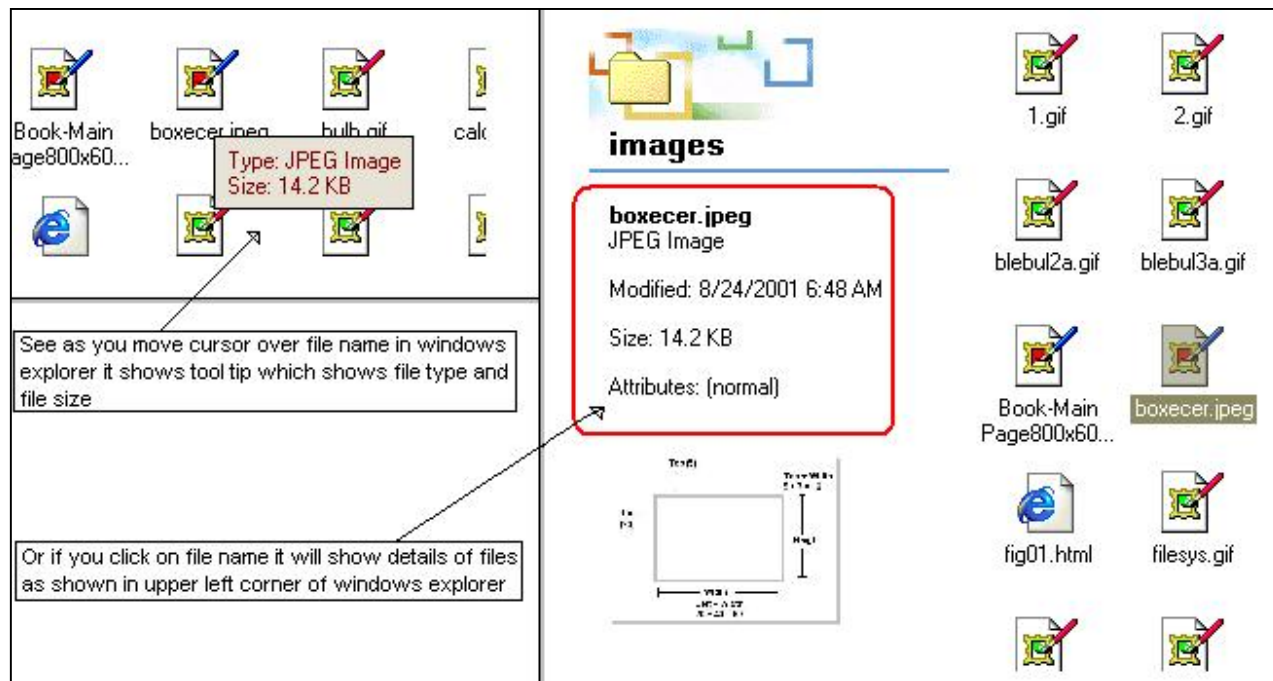 Book-Main
age800x60...
boxecer.jpeg
bulb.gif
calc
Type: JPEG Image
Size: 14.2 KB
See as you move cursor over file name in windows
explorer it shows tool tip which shows file type and
file size
Or if you click on file name it will show details of files
as shown in upper left corner of windows explorer
images
boxecer.jpeg
JPEG Image
Modified: 8/24/2001 6:48 AM
Size: 14.2 KB
Attributes: (normal)
1.gif
2.gif
blebul2a.gif
blebul3a.gif
Book-Main
Page800x60...
boxecer.jpeg
fig01.html
filesys.gif